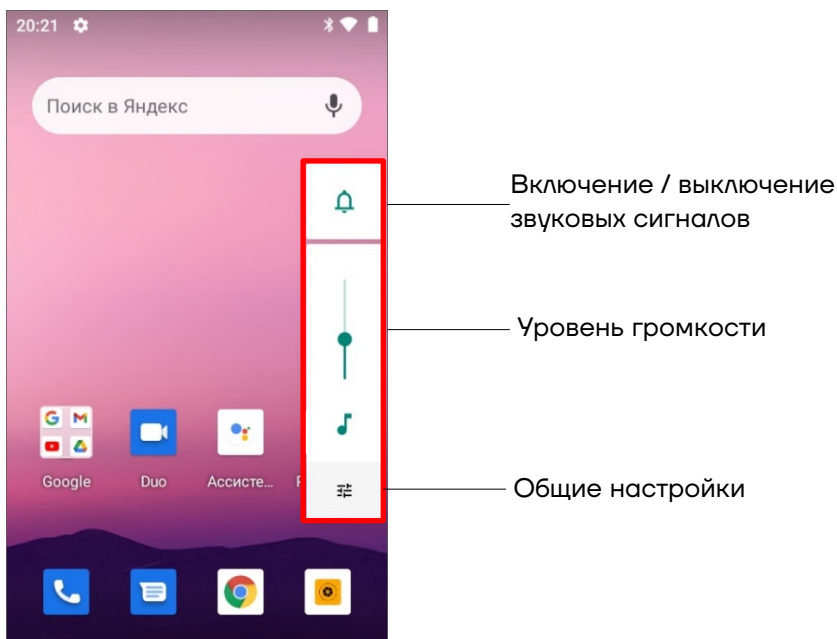 20:21
Поиск в Яндекс
Включение / выключение
звуковых сигналов
Уровень громкости
Google
Duo
Ассисте...
Общие настройки